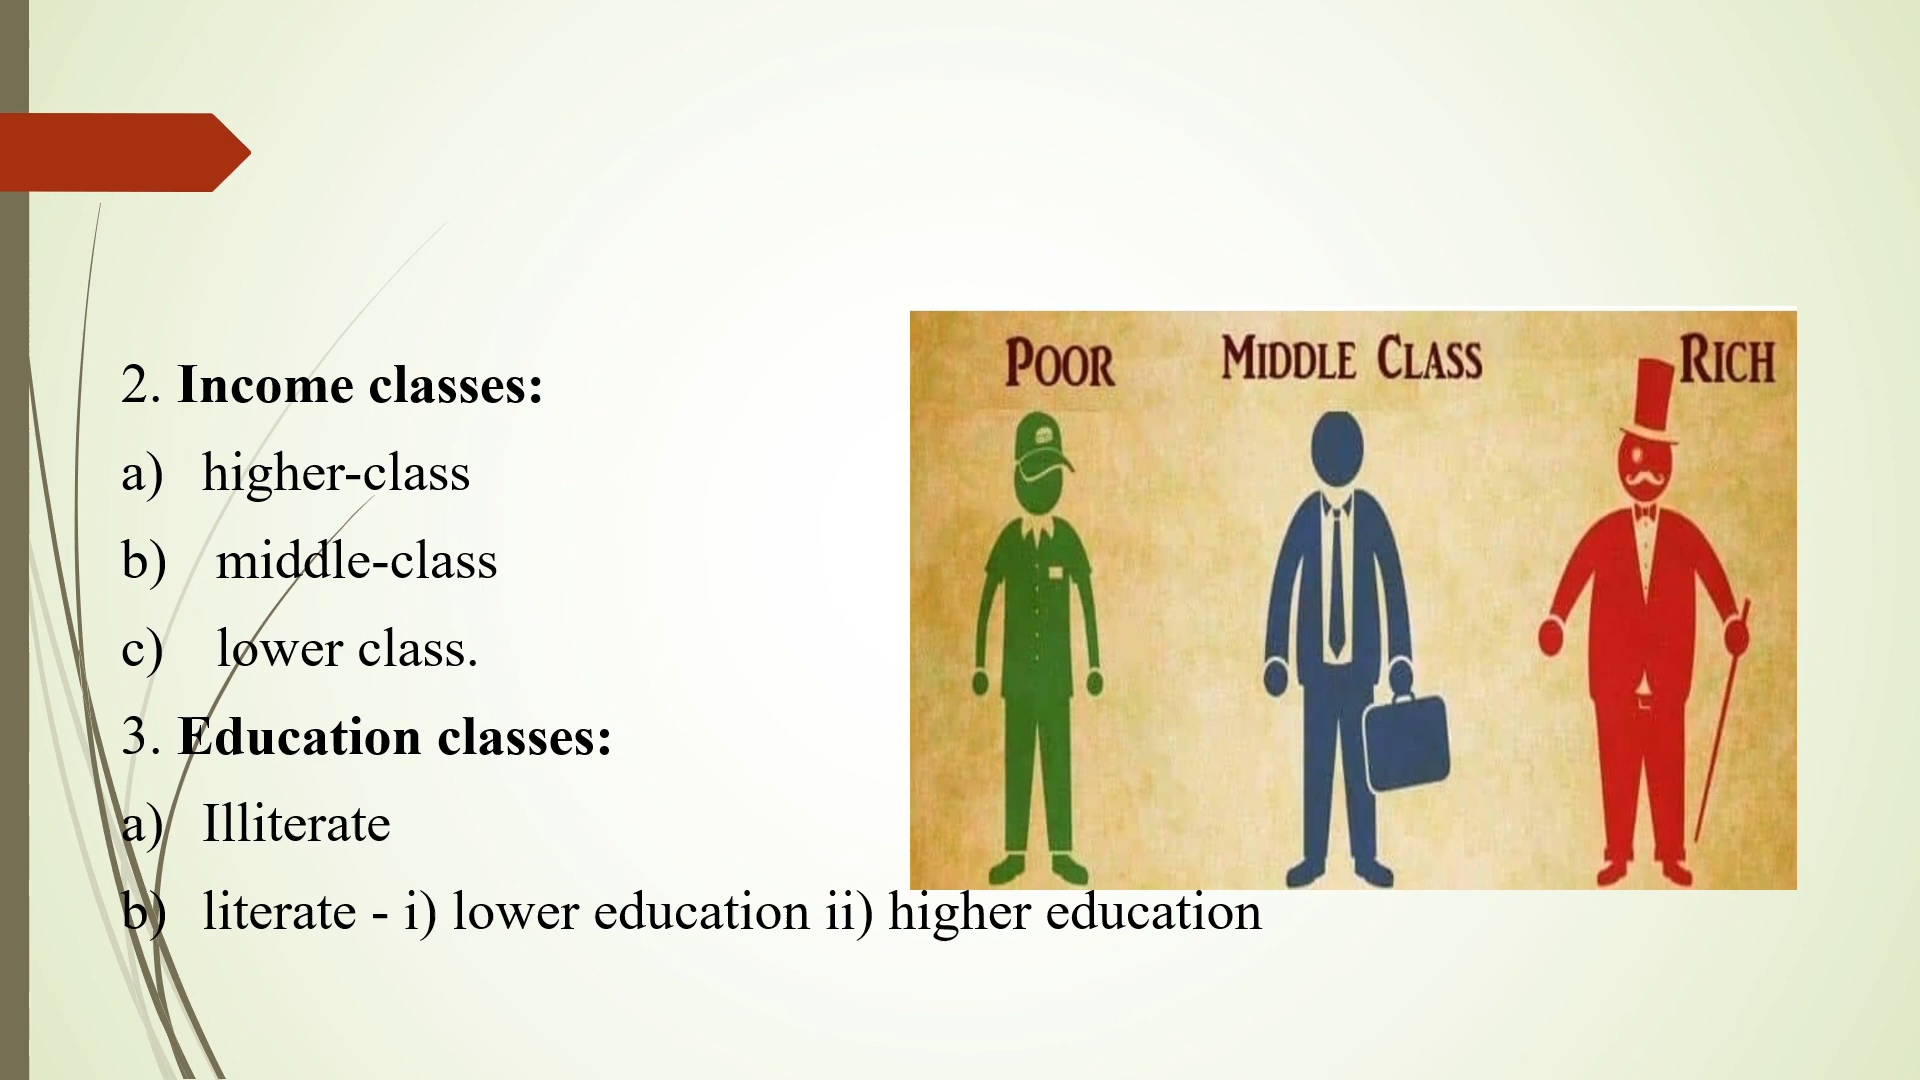 2. Income classes:
a) higher-class
b) middle-class
c) lower class.
3. Education classes:
a) Illiterate
b) literate - i) lower education ii) higher education
POOR
MIDDLE CLASS
RICH